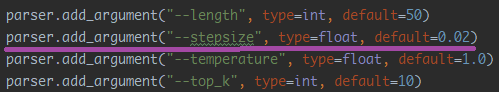 parser.add_argument("--length", type=int, default=50)
parser.add_argument("--stepsize", type=float, default=0.02)
parser.add_argument("--temperature", type=float, default=1.0)
parser.add_argument("--top_k", type=int, default=10)